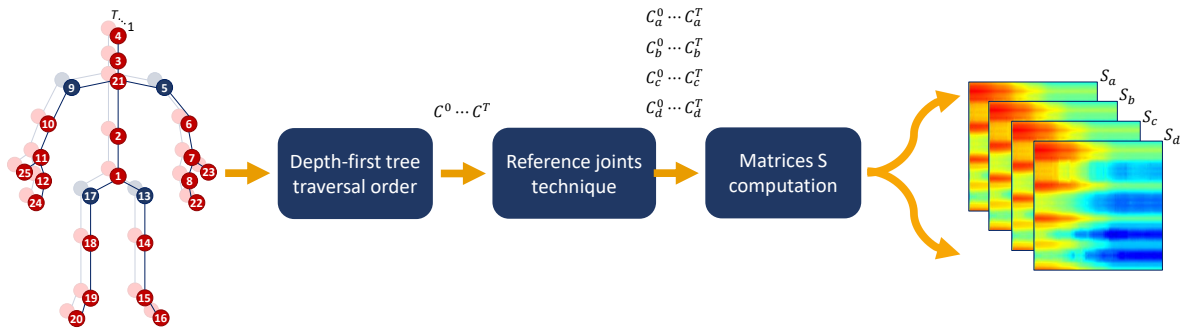 T
1
4
3
21
9
5
10
6
2
11
7
25
12
8
23
1
24
22
17
13
18
14
19
15
20
16
Depth-first tree
traversal order
C^0 ⋯ C^T
Reference joints
technique
C_a^0 ⋯ C_a^T
C_b^0 ⋯ C_b^T
C_c^0 ⋯ C_c^T
C_d^0 ⋯ C_d^T
Matrices S
computation
S_a
S_b
S_c
S_d